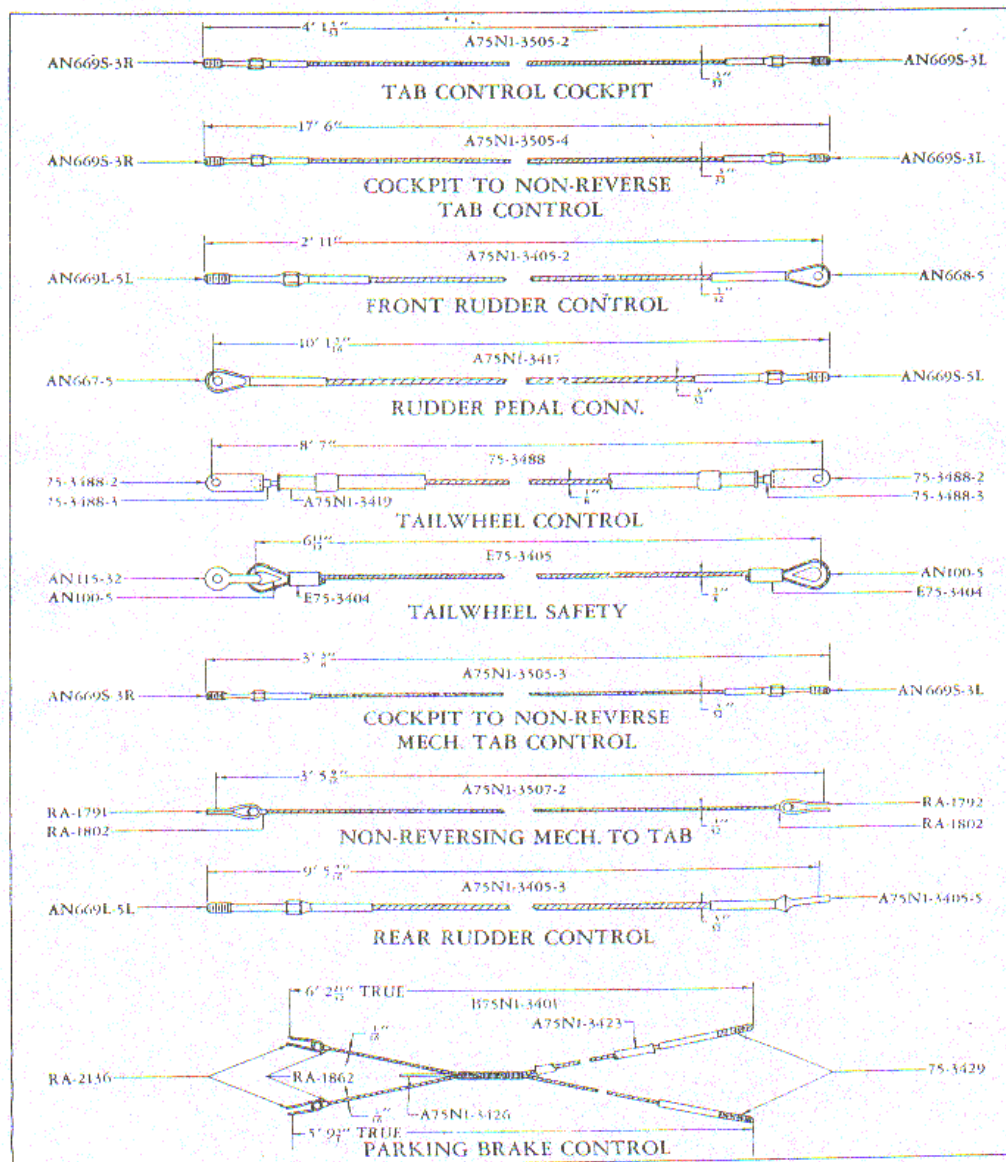 4' 1
A75N1-3505-2
AN669S-3R
AN669S-3L
TAB CONTROL COCKPIT
17' 6"
A75N1-3505-4
AN669S-3R
AN669S-3L
COCKPIT TO NON-REVERSE
TAB CONTROL
2' 11"
A75N1-3405-2
AN669L-5L
AN668-5
FRONT RUDDER CONTROL
10' 1
A75N1-3417
AN667-5
AN669S-5L
RUDDER PEDAL CONN.
8' 7"
75-3488
75-3488-2
75-3488-2
75-3488-3
A75N1-3419
75-3488-3
TAILWHEEL CONTROL
E75-3405
AN115-32
AN100-5
AN100-5
E75-3404
E75-3404
TAILWHEEL SAFETY
A75N1-3505-3
AN669S-3R
AN669S-3L
COCKPIT TO NON-REVERSE
MECH. TAB CONTROL
A75N1-3507-2
RA-1791
RA-1792
RA-1802
RA-1802
NON-REVERSING MECH. TO TAB
A75N1-3405-3
AN669L-5L
A75N1-3405-5
REAR RUDDER CONTROL
TRUE
B75N1-3401
A75N1-3423
RA-2136
RA-1862
75-3429
A75N1-3426
TRUE
PARKING BRAKE CONTROL